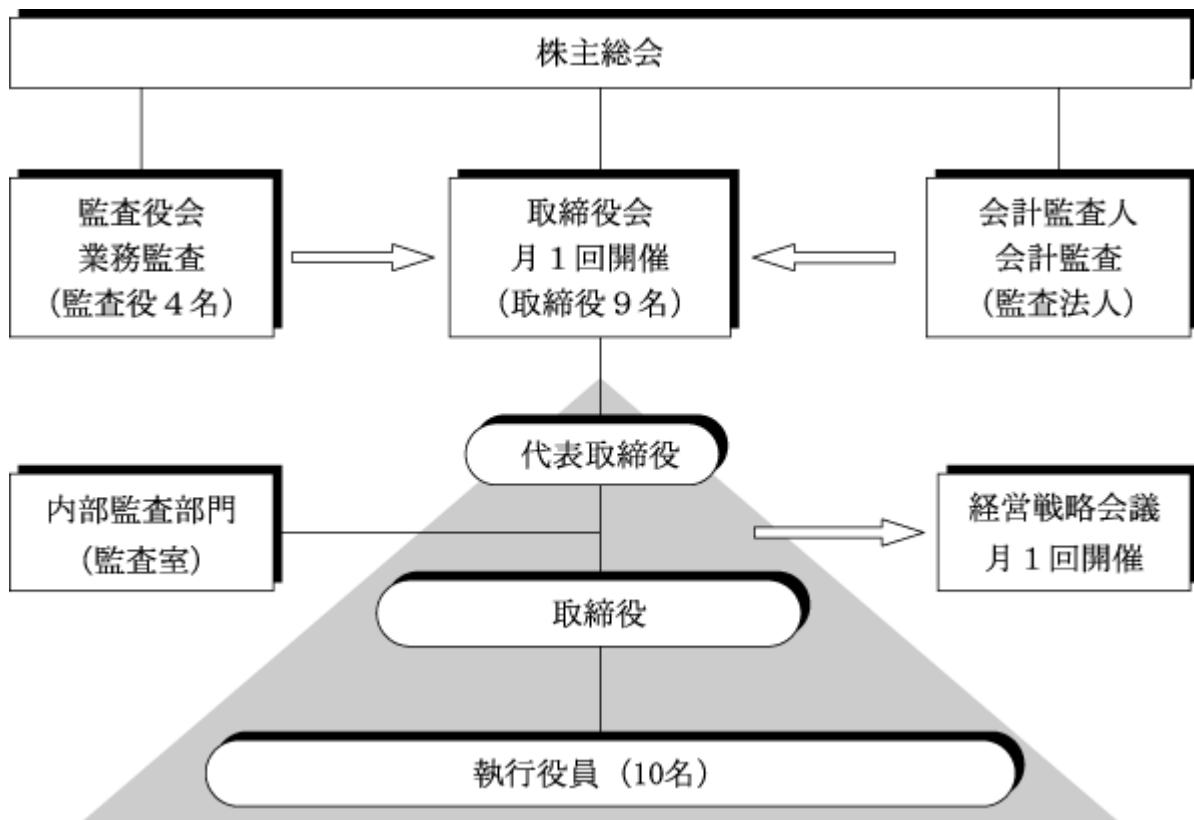 株主総会
監査役会
業務監査
（監査役４名）
取締役会
月１回開催
（取締役９名）
会計監査人
会計監査
（監査法人）
代表取締役
内部監査部門
（監査室）
経営戦略会議
月１回開催
取締役
執行役員（10名）